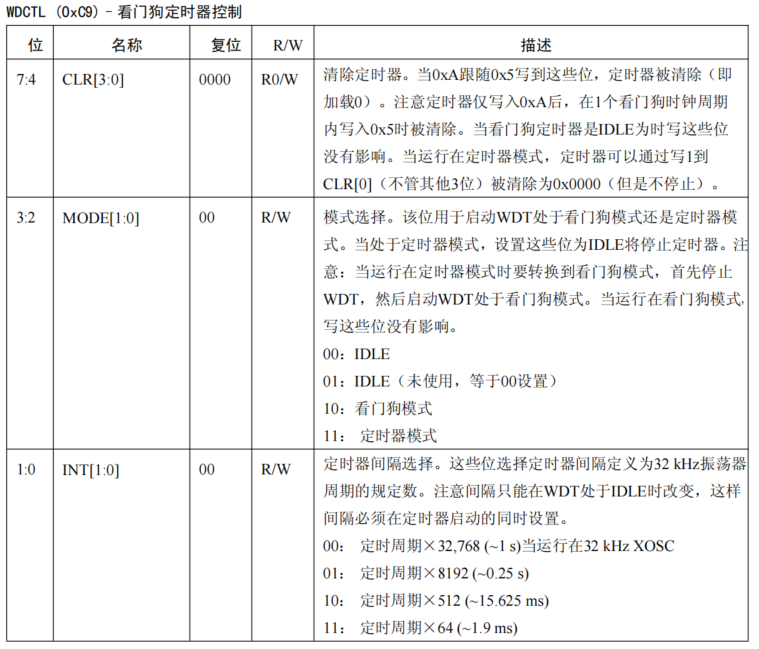 WDCTL (0xC9) - 看门狗定时器控制
位 名称 复位 R/W 描述
7:4 CLR[3:0] 0000 R0/W 清除定时器。当0xA跟随0x5写到这些位，定时器被清除（即
加载0）。注意定时器仅写入0xA后，在1个看门狗时钟周期
内写入0x5时被清除。当看门狗定时器是IDLE为时写这些位
没有影响。当运行在定时器模式，定时器可以通过写1到
CLR[0]（不管其他3位）被清除为0x0000（但是不停止）。
3:2 MODE[1:0] 00 R/W 模式选择。该位用于启动WDT处于看门狗模式还是定时器模
式。当处于定时器模式，设置这些位为IDLE将停止定时器。注
意：当运行在定时器模式时要转换到看门狗模式，首先停止
WDT，然后启动WDT处于看门狗模式。当运行在看门狗模式，
写这些位没有影响。
00：IDLE
01：IDLE（未使用，等于00设置）
10：看门狗模式
11： 定时器模式
1:0 INT[1:0] 00 R/W 定时器间隔选择。这些位选择定时器间隔定义为32 kHz振荡器
周期的规定数。注意间隔只能在WDT处于IDLE时改变，这样
间隔必须在定时器启动的同时设置。
00： 定时周期×32,768 (~1 s)当运行在32 kHz XOSC
01： 定时周期×8192 (~0.25 s)
10： 定时周期×512 (~15.625 ms)
11： 定时周期×64 (~1.9 ms)